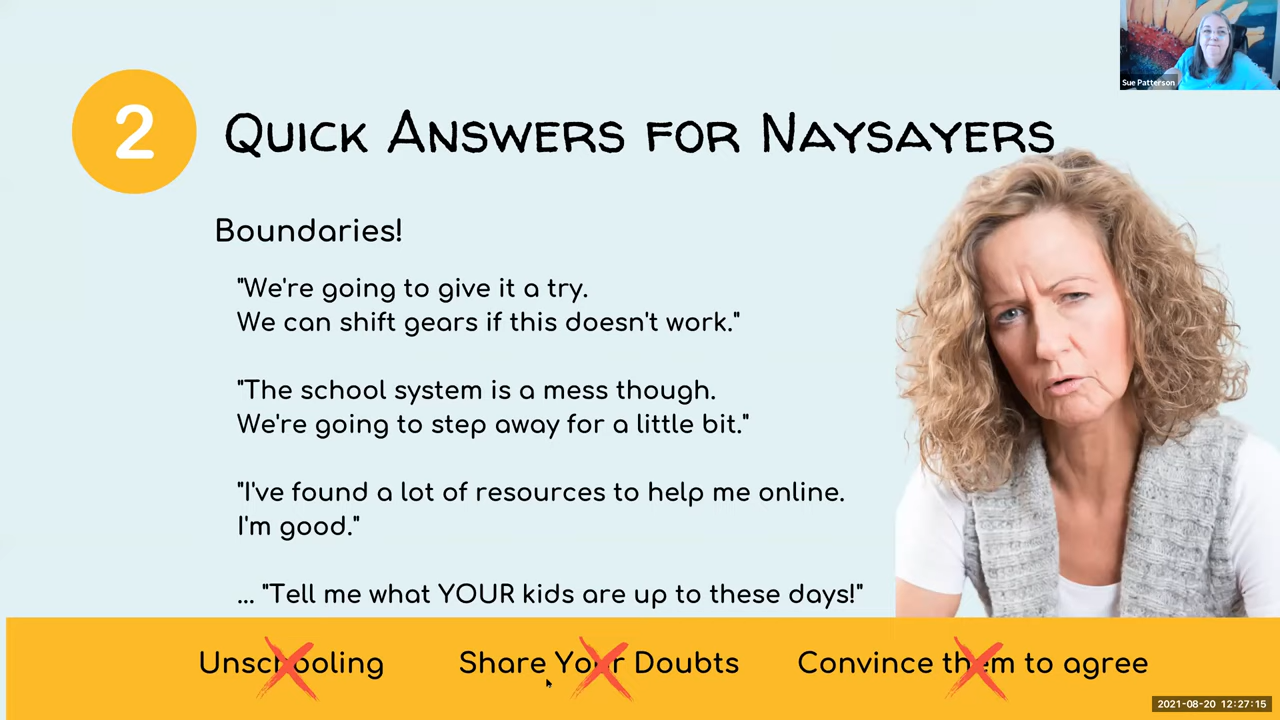 Sue Patterson
2
Quick Answers for Naysayers
Boundaries!
"We're going to give it a try.
We can shift gears if this doesn't work."
"The school system is a mess though.
We're going to step away for a little bit."
"I've found a lot of resources to help me online.
I'm good."
... "Tell me what YOUR kids are up to these days!"
Unschooling
Share Your Doubts
Convince them to agree
2021-08-20 12:27:15